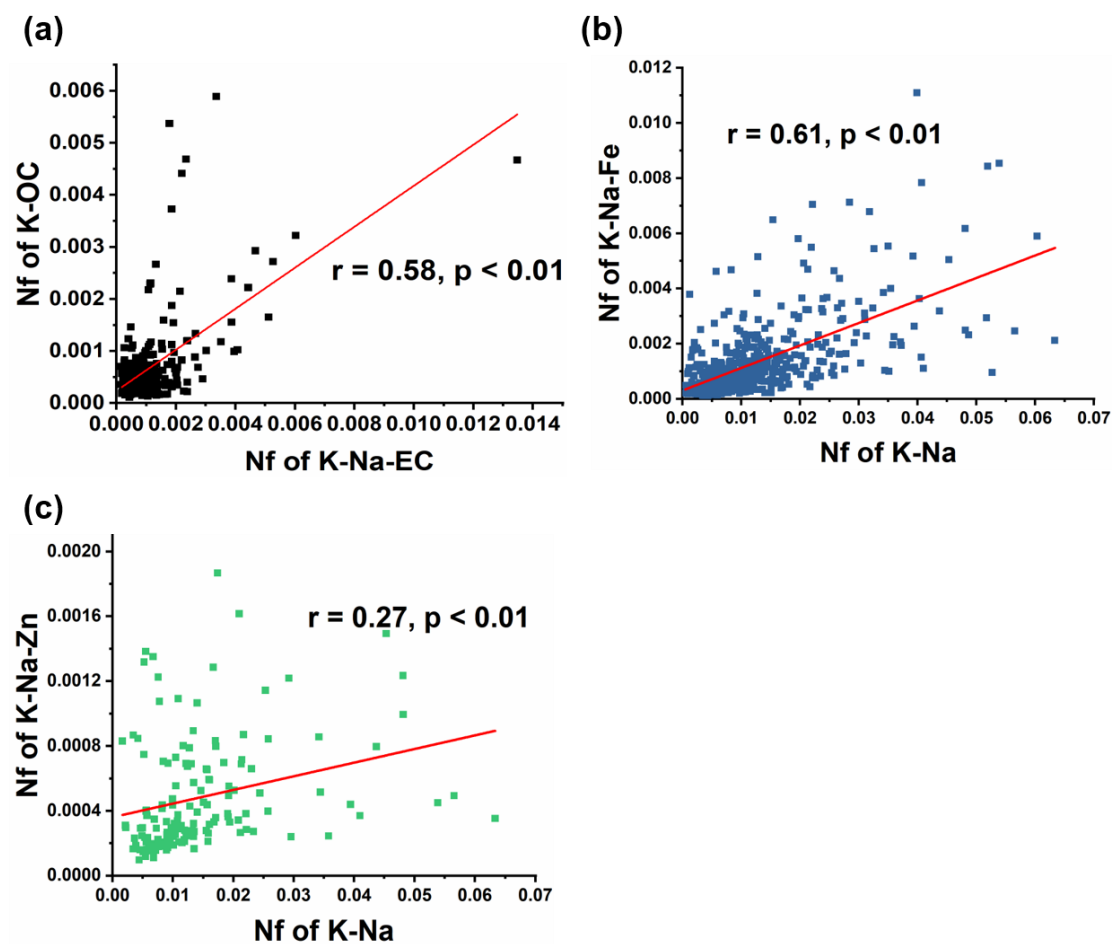 (a)
Nf of K-OC
0.006
0.005
0.004
0.003
0.002
0.001
0.000
r = 0.58, p < 0.01
0.000 0.002 0.004 0.006 0.008 0.010 0.012 0.014
Nf of K-Na-EC
(b)
Nf of K-Na-Fe
0.012
0.010
0.008
0.006
0.004
0.002
0.000
r = 0.61, p < 0.01
0.00 0.01 0.02 0.03 0.04 0.05 0.06 0.07
Nf of K-Na
(c)
Nf of K-Na-Zn
0.0020
0.0016
0.0012
0.0008
0.0004
0.0000
r = 0.27, p < 0.01
0.00 0.01 0.02 0.03 0.04 0.05 0.06 0.07
Nf of K-Na